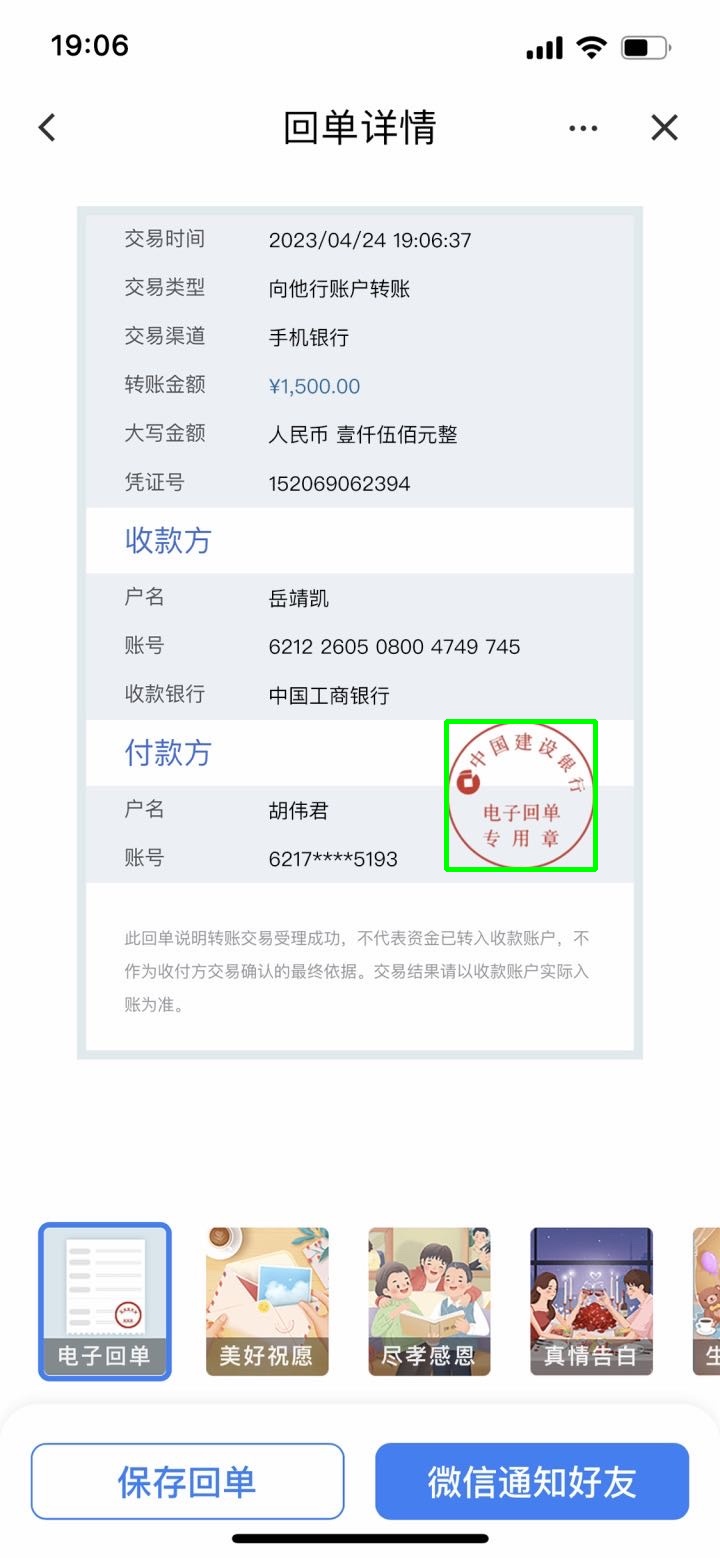 19:06
回单详情
交易时间 2023/04/24 19:06:37
交易类型 向他行账户转账
交易渠道 手机银行
转账金额 ¥1,500.00
大写金额 人民币 壹仟伍佰元整
凭证号 152069062394
收款方
户名 岳靖凯
账号 6212 2605 0800 4749 745
收款银行 中国工商银行
付款方
中国建设银行
电子回单
专用章
户名 胡伟君
账号 6217****5193
此回单说明转账交易受理成功，不代表资金已转入收款账户，不
作为收付方交易确认的最终依据。交易结果请以收款账户实际入
账为准。
电子回单 美好祝愿 尽孝感恩 真情告白 生
保存回单 微信通知好友